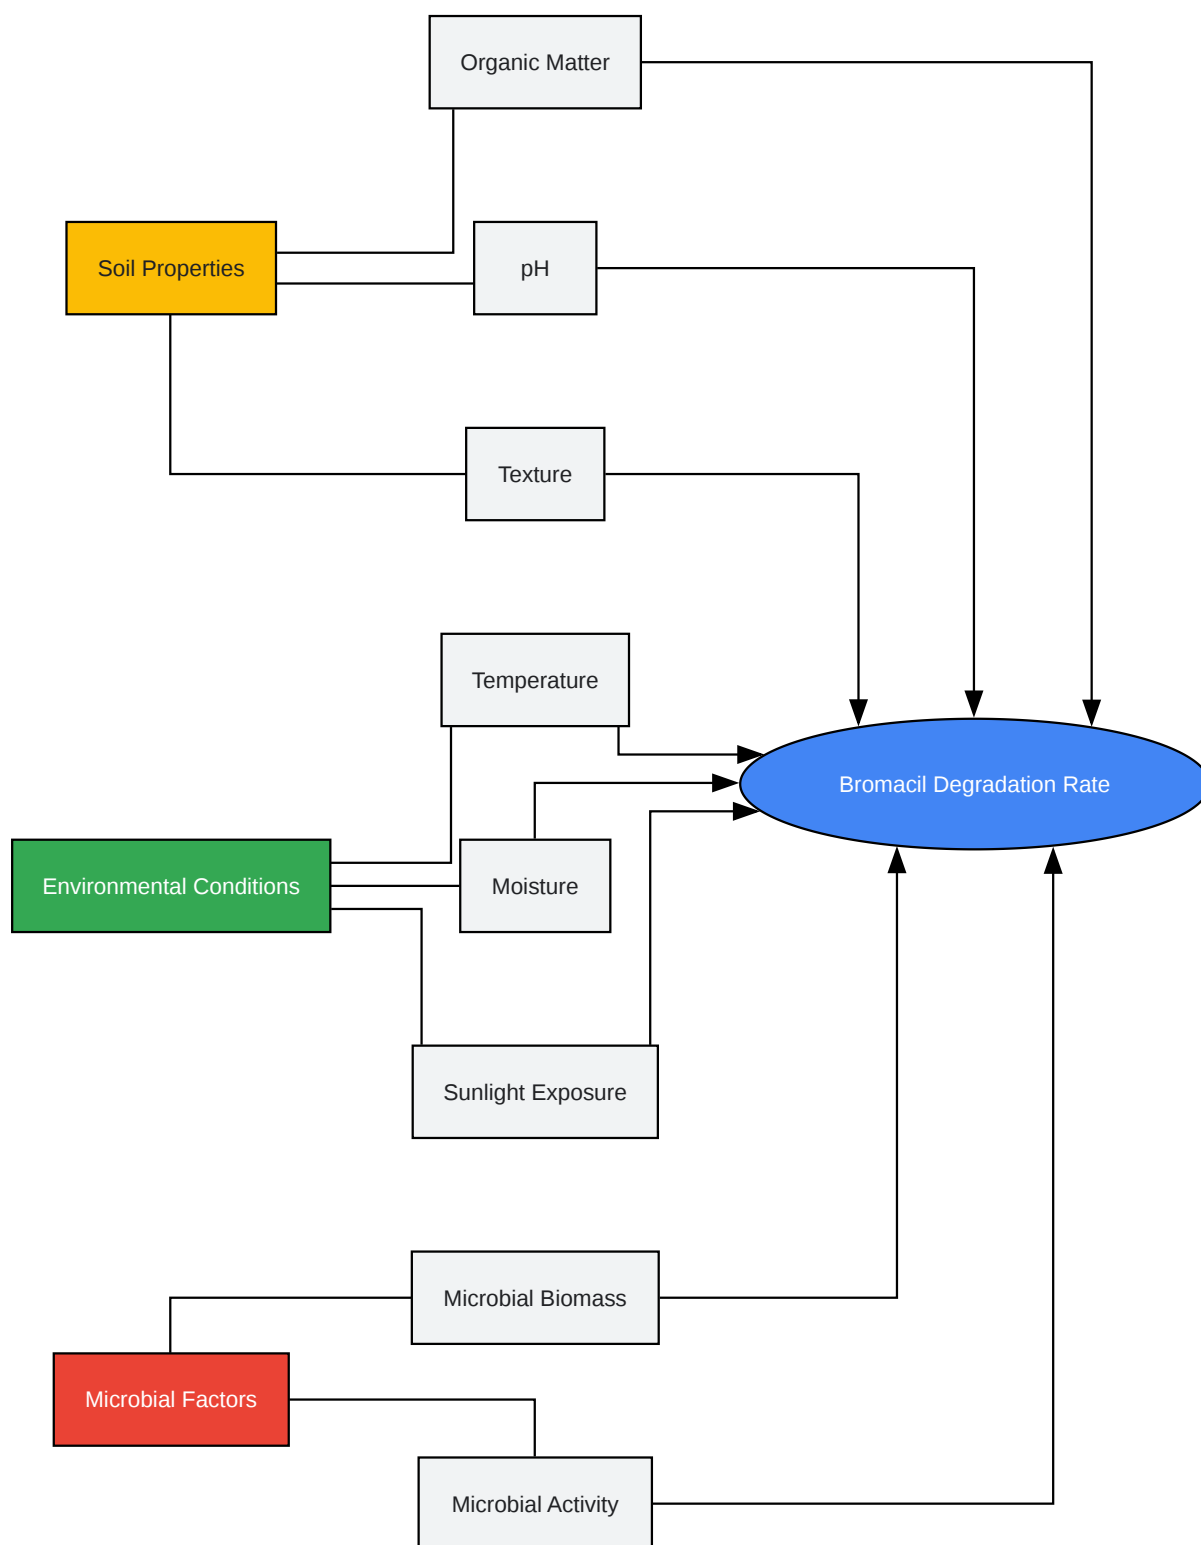 Organic Matter
Soil Properties
pH
Texture
Temperature
Bromacil Degradation Rate
Environmental Conditions
Moisture
Sunlight Exposure
Microbial Biomass
Microbial Factors
Microbial Activity